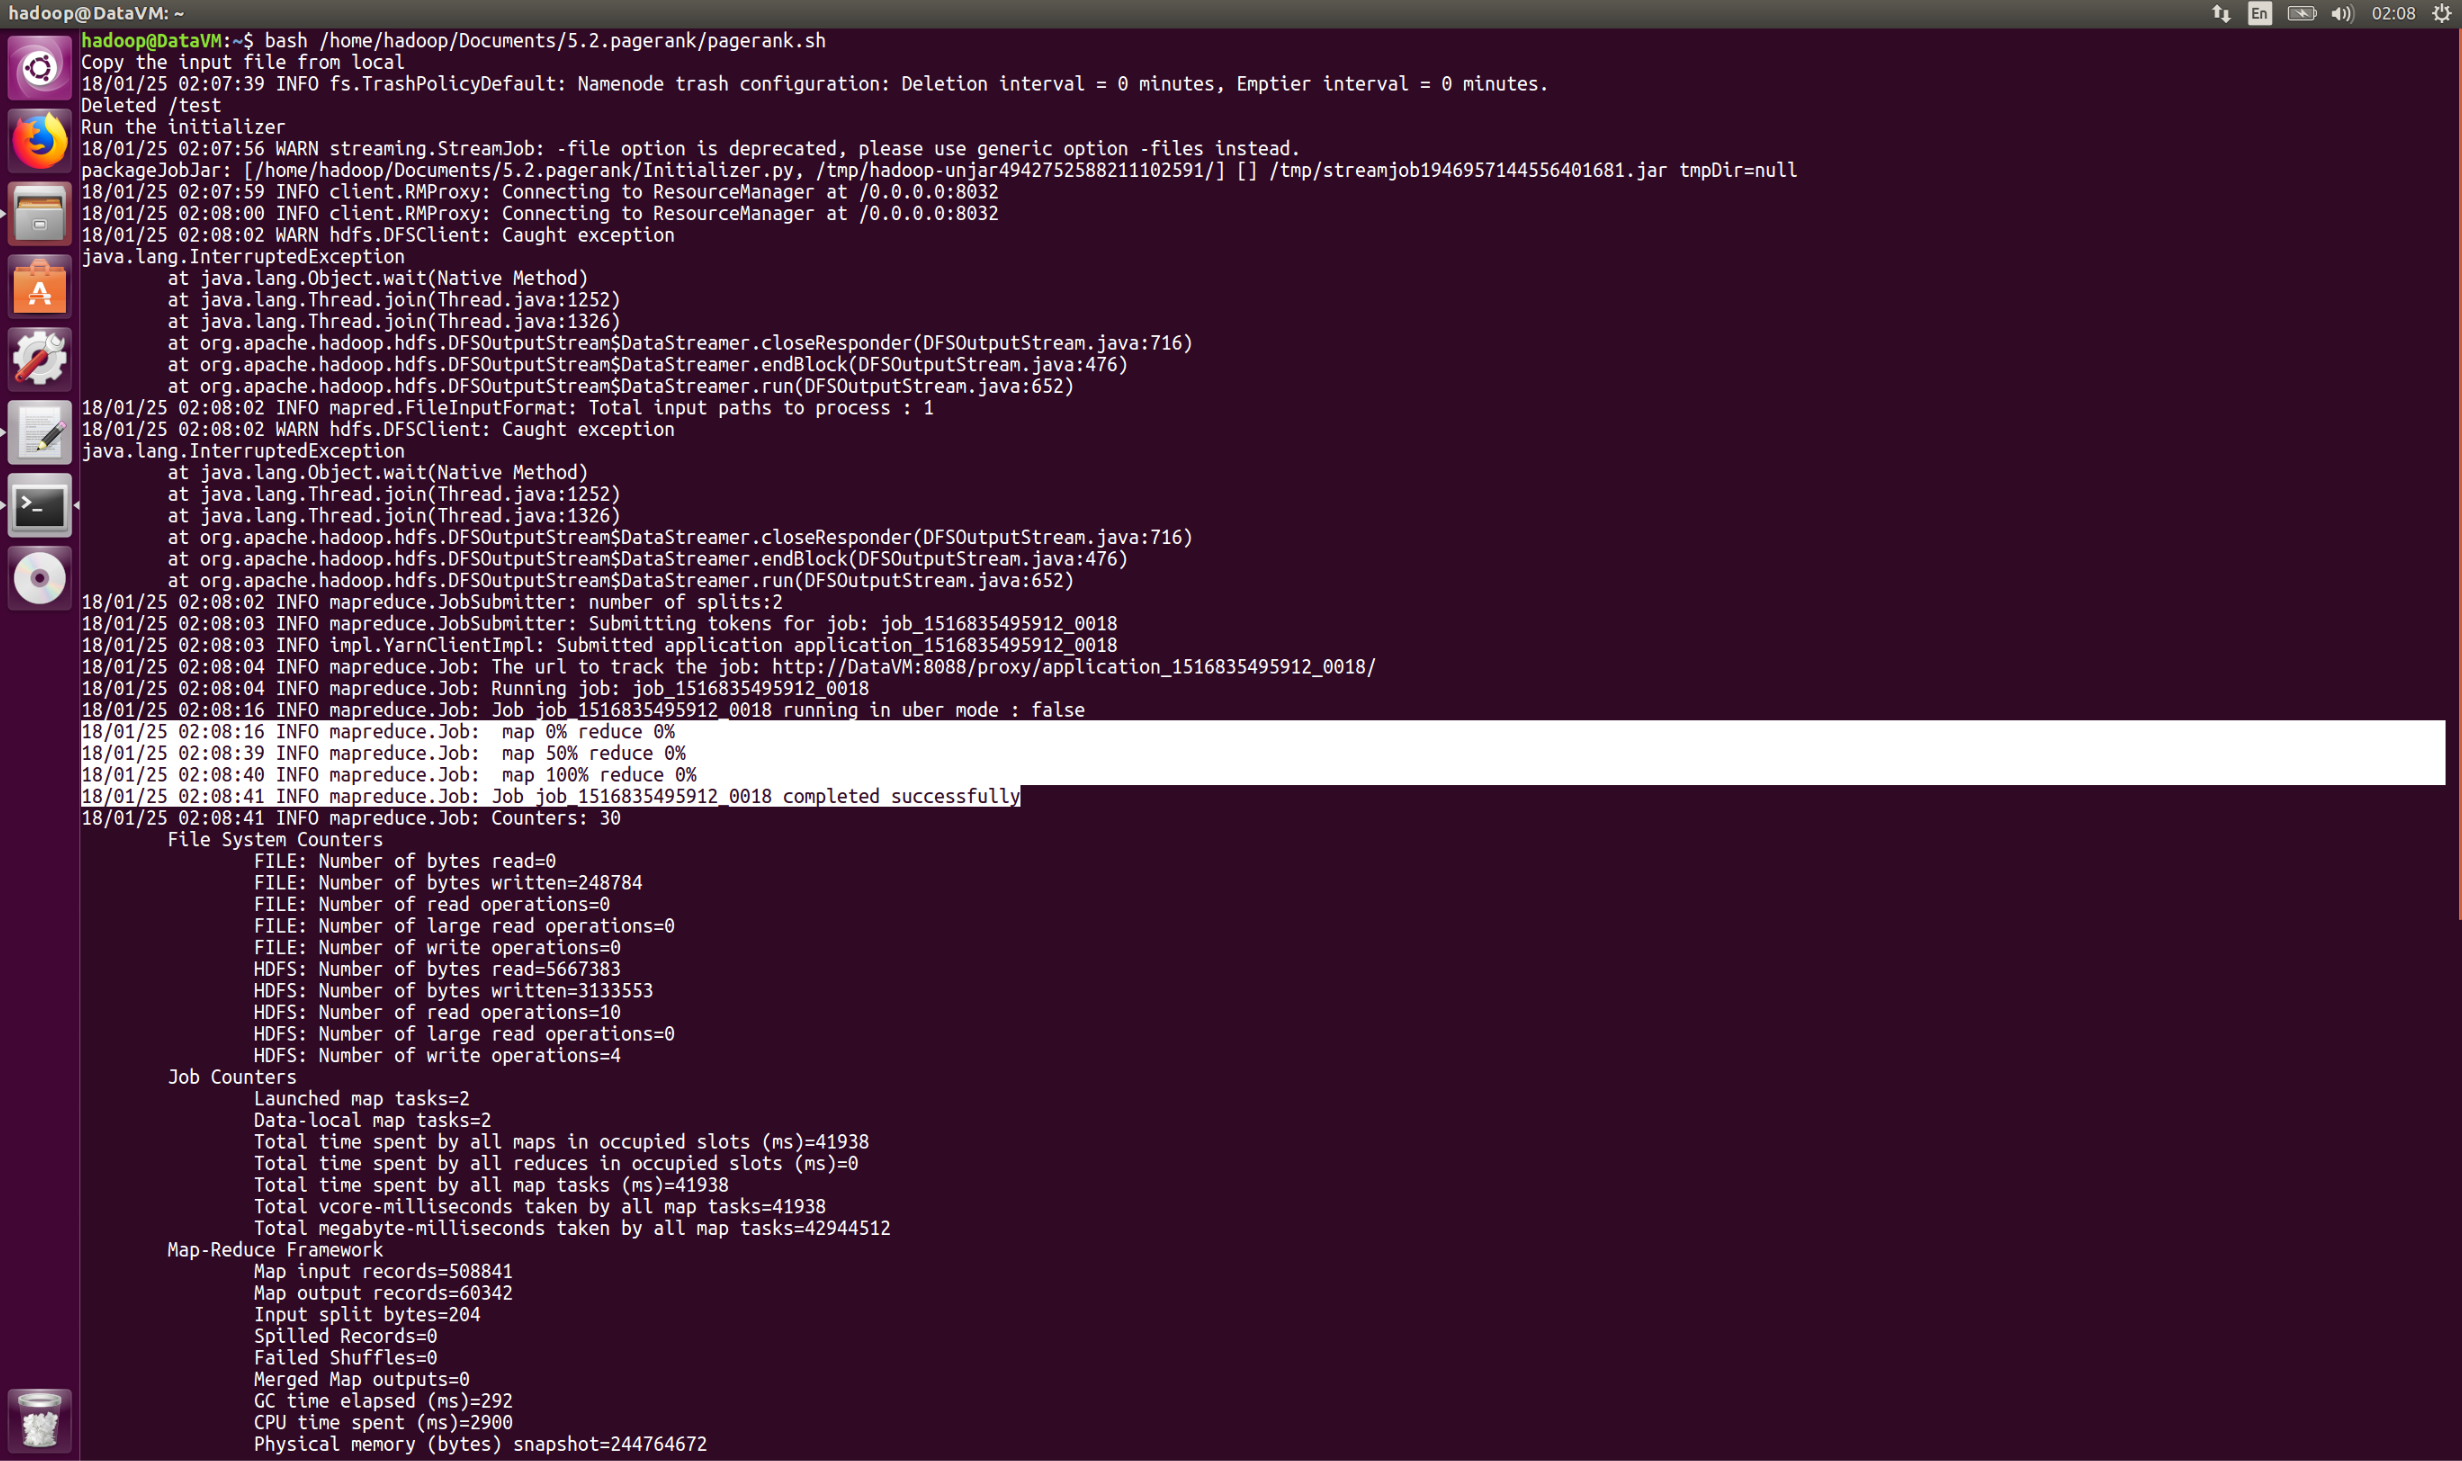 hadoop@DataVM: ~
En
02:08
hadoop@DataVM:~$ bash /home/hadoop/Documents/5.2.pagerank/pagerank.sh
Copy the input file from local
18/01/25 02:07:39 INFO fs.TrashPolicyDefault: Namenode trash configuration: Deletion interval = 0 minutes, Emptier interval = 0 minutes.
Deleted /test
Run the initializer
18/01/25 02:07:56 WARN streaming.StreamJob: -file option is deprecated, please use generic option -files instead.
packageJobJar: [/home/hadoop/Documents/5.2.pagerank/Initializer.py, /tmp/hadoop-unjar4942752588211102591/] [] /tmp/streamjob1946957144556401681.jar tmpDir=null
18/01/25 02:07:59 INFO client.RMProxy: Connecting to ResourceManager at /0.0.0.0:8032
18/01/25 02:08:00 INFO client.RMProxy: Connecting to ResourceManager at /0.0.0.0:8032
18/01/25 02:08:02 WARN hdfs.DFSClient: Caught exception
java.lang.InterruptedException
at java.lang.Object.wait(Native Method)
at java.lang.Thread.join(Thread.java:1252)
at java.lang.Thread.join(Thread.java:1326)
at org.apache.hadoop.hdfs.DFSOutputStream$DataStreamer.closeResponder(DFSOutputStream.java:716)
at org.apache.hadoop.hdfs.DFSOutputStream$DataStreamer.endBlock(DFSOutputStream.java:476)
at org.apache.hadoop.hdfs.DFSOutputStream$DataStreamer.run(DFSOutputStream.java:652)
18/01/25 02:08:02 INFO mapred.FileInputFormat: Total input paths to process : 1
18/01/25 02:08:02 WARN hdfs.DFSClient: Caught exception
java.lang.InterruptedException
at java.lang.Object.wait(Native Method)
at java.lang.Thread.join(Thread.java:1252)
at java.lang.Thread.join(Thread.java:1326)
at org.apache.hadoop.hdfs.DFSOutputStream$DataStreamer.closeResponder(DFSOutputStream.java:716)
at org.apache.hadoop.hdfs.DFSOutputStream$DataStreamer.endBlock(DFSOutputStream.java:476)
at org.apache.hadoop.hdfs.DFSOutputStream$DataStreamer.run(DFSOutputStream.java:652)
18/01/25 02:08:02 INFO mapreduce.JobSubmitter: number of splits:2
18/01/25 02:08:03 INFO mapreduce.JobSubmitter: Submitting tokens for job: job_1516835495912_0018
18/01/25 02:08:03 INFO impl.YarnClientImpl: Submitted application application_1516835495912_0018
18/01/25 02:08:04 INFO mapreduce.Job: The url to track the job: http://DataVM:8088/proxy/application_1516835495912_0018/
18/01/25 02:08:04 INFO mapreduce.Job: Running job: job_1516835495912_0018
18/01/25 02:08:16 INFO mapreduce.Job: Job job_1516835495912_0018 running in uber mode : false
18/01/25 02:08:16 INFO mapreduce.Job:  map 0% reduce 0%
18/01/25 02:08:39 INFO mapreduce.Job:  map 50% reduce 0%
18/01/25 02:08:40 INFO mapreduce.Job:  map 100% reduce 0%
18/01/25 02:08:41 INFO mapreduce.Job: Job job_1516835495912_0018 completed successfully
18/01/25 02:08:41 INFO mapreduce.Job: Counters: 30
File System Counters
FILE: Number of bytes read=0
FILE: Number of bytes written=248784
FILE: Number of read operations=0
FILE: Number of large read operations=0
FILE: Number of write operations=0
HDFS: Number of bytes read=5667383
HDFS: Number of bytes written=3133553
HDFS: Number of read operations=10
HDFS: Number of large read operations=0
HDFS: Number of write operations=4
Job Counters
Launched map tasks=2
Data-local map tasks=2
Total time spent by all maps in occupied slots (ms)=41938
Total time spent by all reduces in occupied slots (ms)=0
Total time spent by all map tasks (ms)=41938
Total vcore-milliseconds taken by all map tasks=41938
Total megabyte-milliseconds taken by all map tasks=42944512
Map-Reduce Framework
Map input records=508841
Map output records=60342
Input split bytes=204
Spilled Records=0
Failed Shuffles=0
Merged Map outputs=0
GC time elapsed (ms)=292
CPU time spent (ms)=2900
Physical memory (bytes) snapshot=244764672